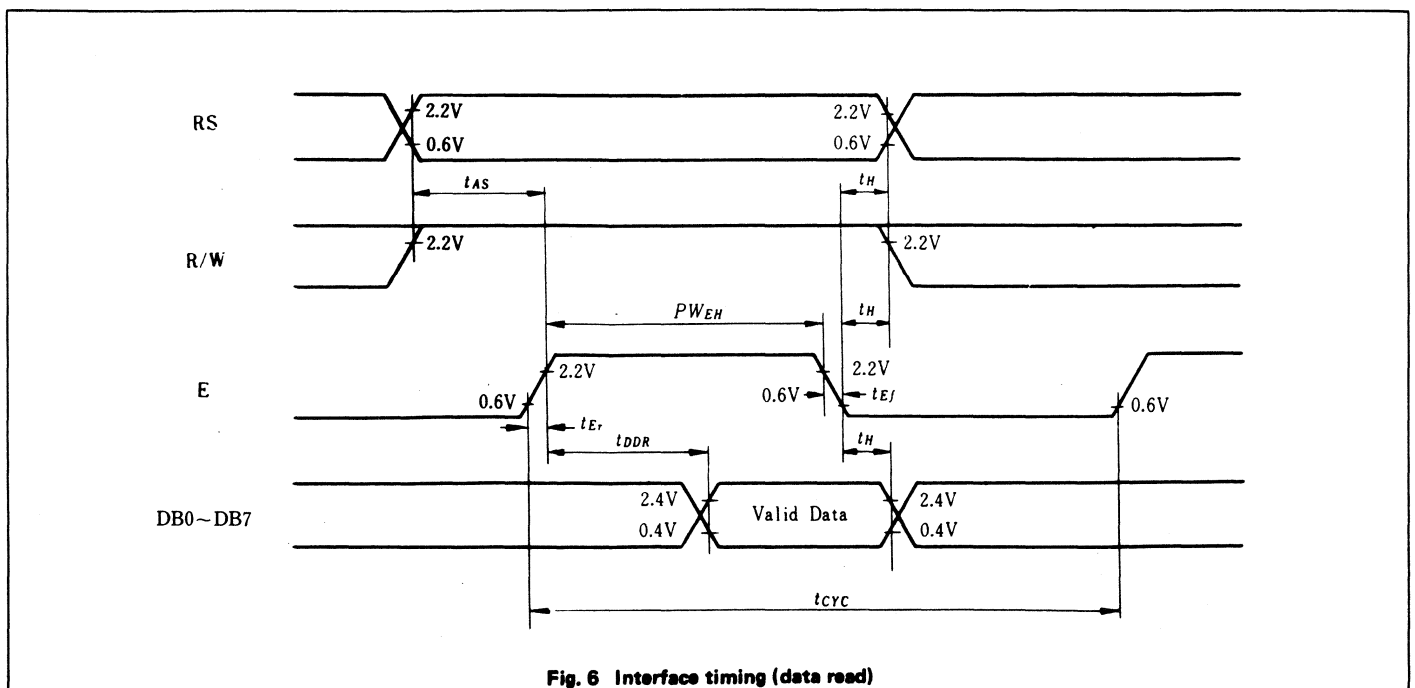 RS
2.2V
0.6V
2.2V
0.6V
tAS
tH
R/W
2.2V
2.2V
PWEH
tH
E
2.2V
0.6V
2.2V
0.6V
tEf
0.6V
tEr
tDDR
tH
DB0~DB7
2.4V
0.4V
Valid Data
2.4V
0.4V
tCYC
Fig. 6 Interface timing (data read)